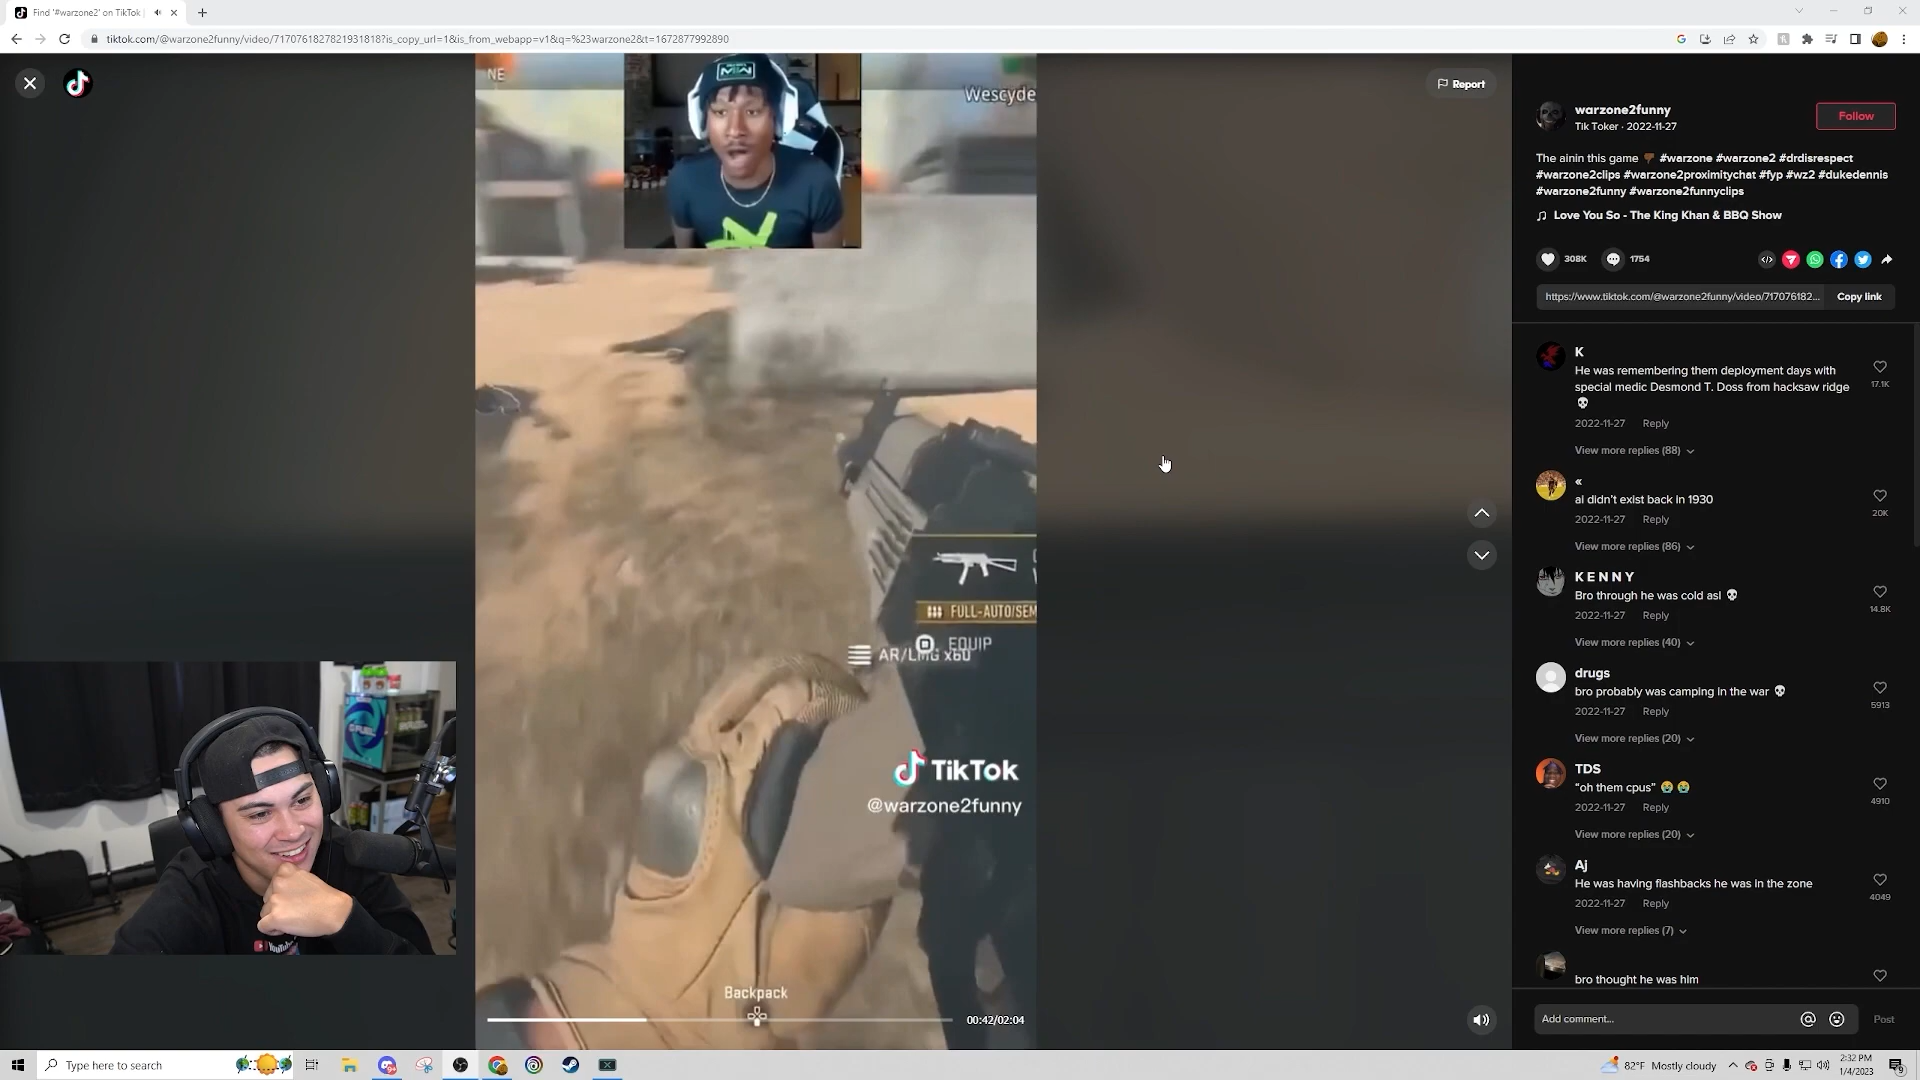 Find '#warzone2' on TikTok |
tiktok.com/@warzone2funny/video/7170761827821931818?is_copy_url=1&is_from_webapp=v1&q=%23warzone2&t=1672877992890
NE
Wescyde
Report
FULL-AUTO/SEM
EQUIP
AR/LMG x60
TikTok
@warzone2funny
Backpack
00:42/02:04
warzone2funny
Tik Toker · 2022-11-27
Follow
The ainin this game #warzone #warzone2 #drdisrespect
#warzone2clips #warzone2proximitychat #fyp #wz2 #dukedennis
#warzone2funny #warzone2funnyclips
Love You So - The King Khan & BBQ Show
308K
1754
https://www.tiktok.com/@warzone2funny/video/717076182...
Copy link
K
He was remembering them deployment days with
special medic Desmond T. Doss from hacksaw ridge
💀
17.1K
2022-11-27 Reply
View more replies (88)
«
ai didn't exist back in 1930
20K
2022-11-27 Reply
View more replies (86)
K E N N Y
Bro through he was cold asl 💀
14.8K
2022-11-27 Reply
View more replies (40)
drugs
bro probably was camping in the war 💀
5913
2022-11-27 Reply
View more replies (20)
TDS
"oh them cpus" 😭 😭
4910
2022-11-27 Reply
View more replies (20)
Aj
He was having flashbacks he was in the zone
4049
2022-11-27 Reply
View more replies (7)
bro thought he was him
Add comment...
Post
Type here to search
82°F Mostly cloudy
2:32 PM
1/4/2023